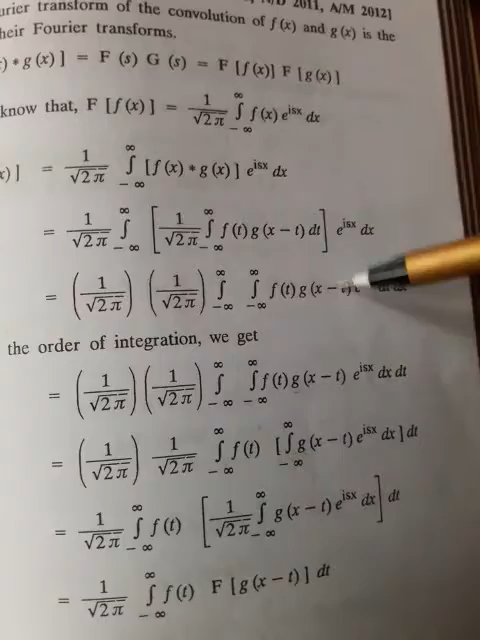 N/D 2011, A/M 2012]
urier transform of the convolution of f(x) and g(x) is the
heir Fourier transforms.
) * g(x)] = F(s) G(s) = F[f(x)] F[g(x)]
know that, F[f(x)] = 1/√2π ∫_{-∞}^{∞} f(x) e^{isx} dx
x)] = 1/√2π ∫_{-∞}^{∞} [f(x) * g(x)] e^{isx} dx
= 1/√2π ∫_{-∞}^{∞} [1/√2π ∫_{-∞}^{∞} f(t) g(x - t) dt] e^{isx} dx
= (1/√2π) (1/√2π) ∫_{-∞}^{∞} ∫_{-∞}^{∞} f(t) g(x -
the order of integration, we get
= (1/√2π) (1/√2π) ∫_{-∞}^{∞} ∫_{-∞}^{∞} f(t) g(x - t) e^{isx} dx dt
= (1/√2π) 1/√2π ∫_{-∞}^{∞} f(t) [∫_{-∞}^{∞} g(x - t) e^{isx} dx] dt
= 1/√2π ∫_{-∞}^{∞} f(t) [1/√2π ∫_{-∞}^{∞} g(x - t) e^{isx} dx] dt
= 1/√2π ∫_{-∞}^{∞} f(t) F[g(x - t)] dt